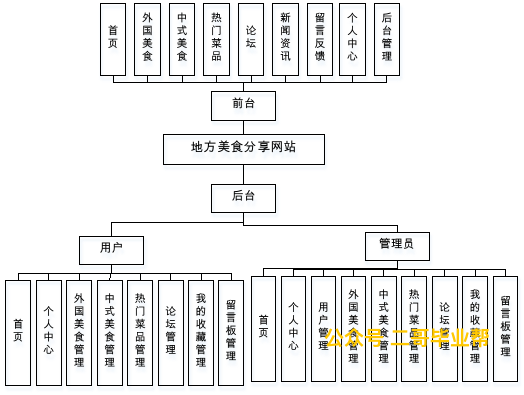 首页
外国美食
中式美食
热门菜品
论坛
新闻资讯
留言反馈
个人中心
后台管理
前台
地方美食分享网站
后台
用户
管理员
首页
个人中心
外国美食管理
中式美食管理
热门菜品管理
论坛管理
我的收藏管理
留言板管理
首页
个人中心
用户管理
外国美食管理
中式美食管理
热门菜品管理
论坛管理
我的收藏管理
留言板管理
公众号 二哥毕业帮